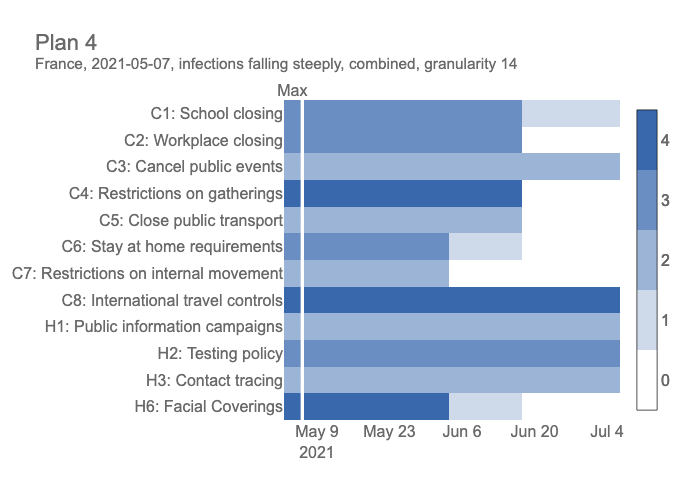 Plan 4
France, 2021-05-07, infections falling steeply, combined, granularity 14
Max
C1: School closing
C2: Workplace closing
C3: Cancel public events
C4: Restrictions on gatherings
C5: Close public transport
C6: Stay at home requirements
C7: Restrictions on internal movement
C8: International travel controls
H1: Public information campaigns
H2: Testing policy
H3: Contact tracing
H6: Facial Coverings
4
3
2
1
0
May 9 May 23 Jun 6 Jun 20 Jul 4
2021